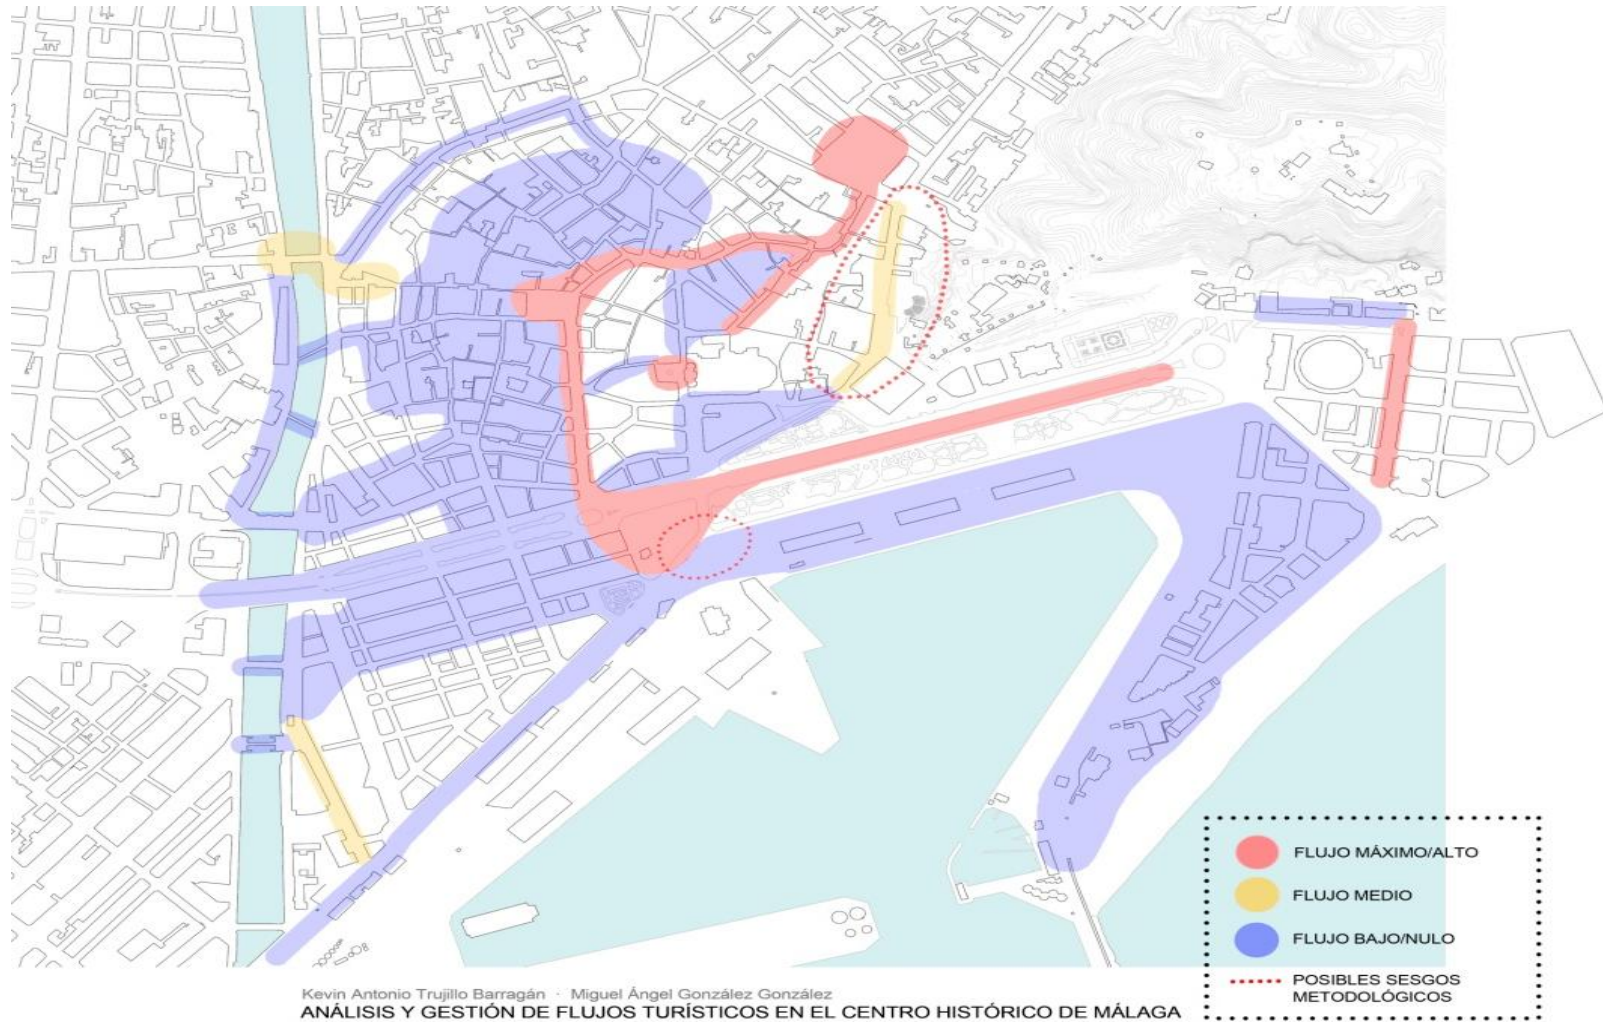 FLUJO MÁXIMO/ALTO
FLUJO MEDIO
FLUJO BAJO/NULO
POSIBLES SESGOS
METODOLÓGICOS
Kevin Antonio Trujillo Barragán · Miguel Ángel González González
ANÁLISIS Y GESTIÓN DE FLUJOS TURÍSTICOS EN EL CENTRO HISTÓRICO DE MÁLAGA